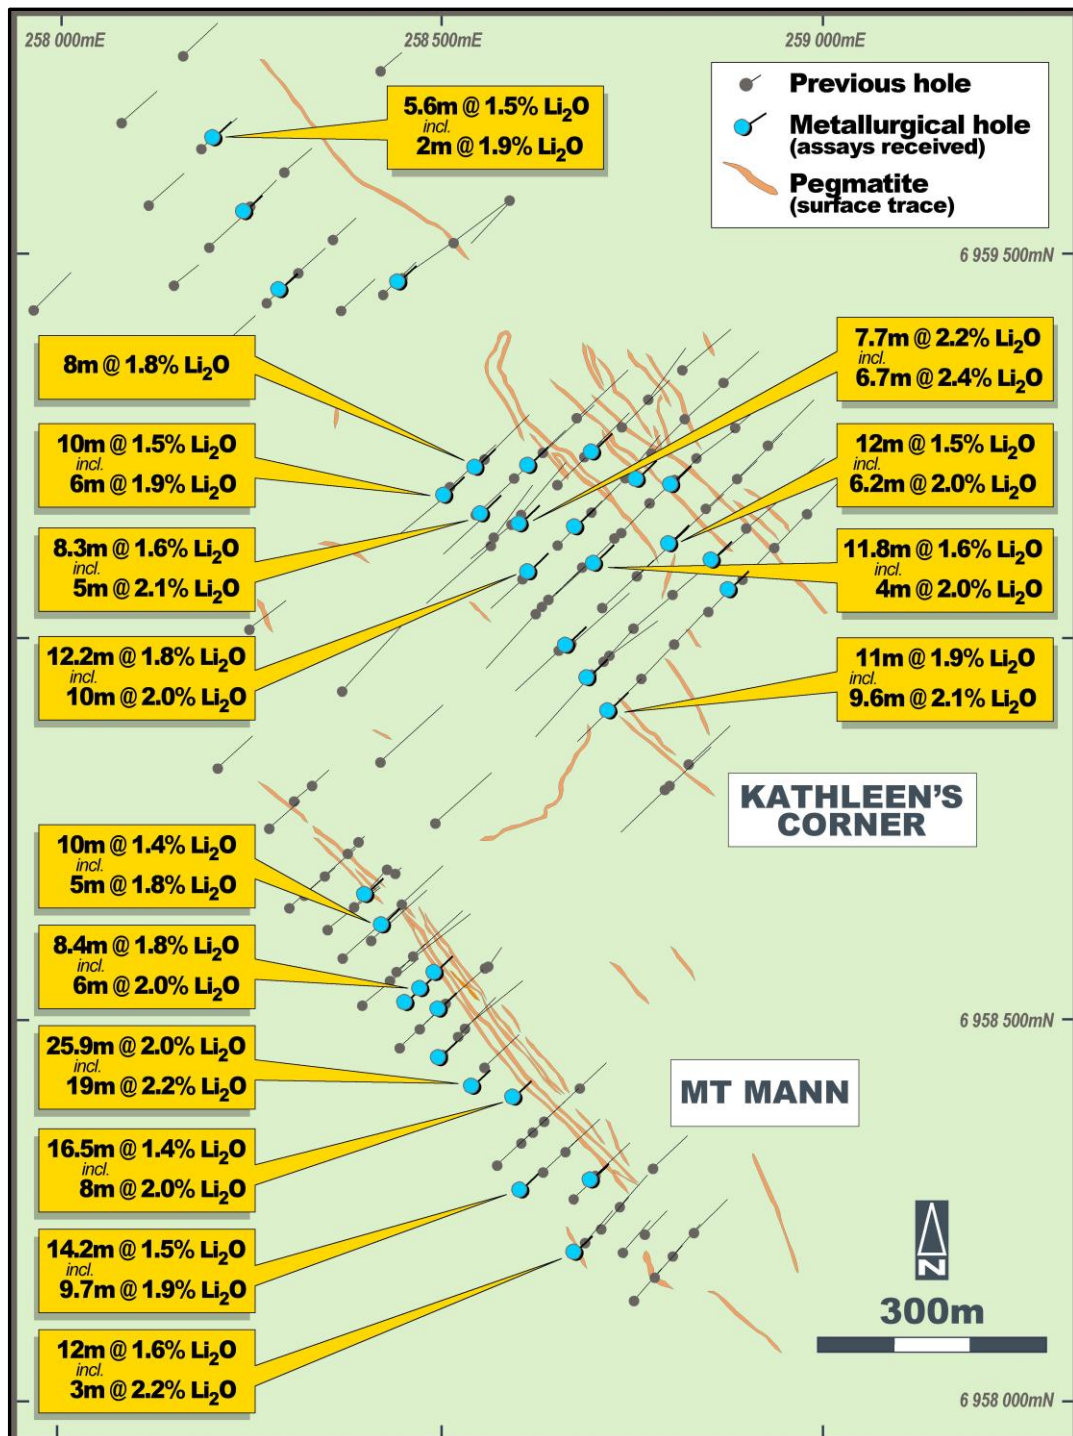 258 000mE
258 500mE
259 000mE
Previous hole
Metallurgical hole
(assays received)
Pegmatite
(surface trace)
5.6m @ 1.5% Li₂O
incl.
2m @ 1.9% Li₂O
6 959 500mN
8m @ 1.8% Li₂O
10m @ 1.5% Li₂O
incl.
6m @ 1.9% Li₂O
8.3m @ 1.6% Li₂O
incl.
5m @ 2.1% Li₂O
12.2m @ 1.8% Li₂O
incl.
10m @ 2.0% Li₂O
7.7m @ 2.2% Li₂O
incl.
6.7m @ 2.4% Li₂O
12m @ 1.5% Li₂O
incl.
6.2m @ 2.0% Li₂O
11.8m @ 1.6% Li₂O
incl.
4m @ 2.0% Li₂O
11m @ 1.9% Li₂O
incl.
9.6m @ 2.1% Li₂O
KATHLEEN'S
CORNER
10m @ 1.4% Li₂O
incl.
5m @ 1.8% Li₂O
8.4m @ 1.8% Li₂O
incl.
6m @ 2.0% Li₂O
25.9m @ 2.0% Li₂O
incl.
19m @ 2.2% Li₂O
16.5m @ 1.4% Li₂O
incl.
8m @ 2.0% Li₂O
14.2m @ 1.5% Li₂O
incl.
9.7m @ 1.9% Li₂O
12m @ 1.6% Li₂O
incl.
3m @ 2.2% Li₂O
6 958 500mN
MT MANN
N
300m
6 958 000mN